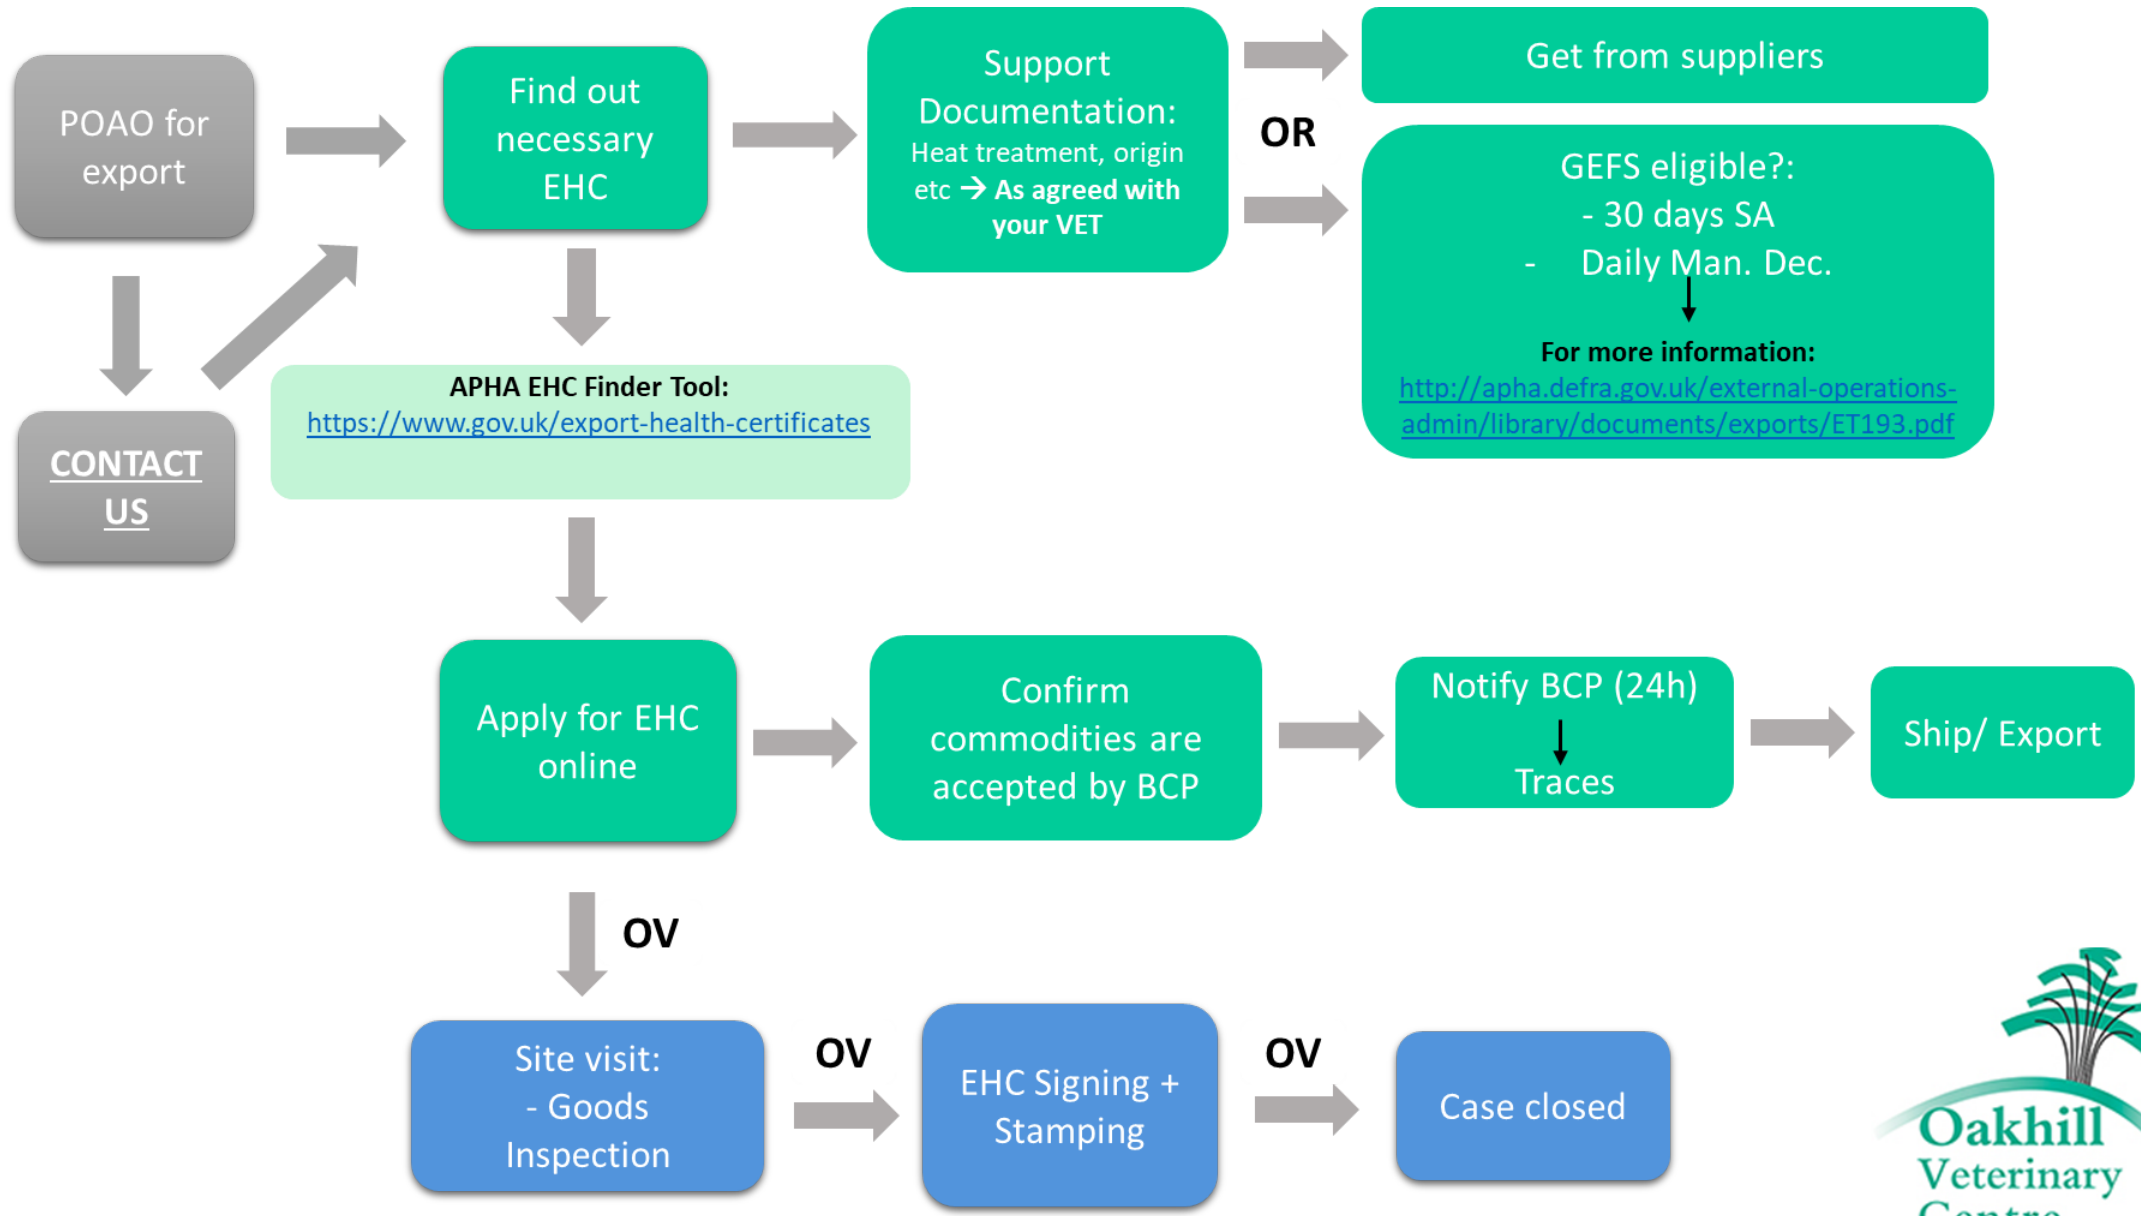 POAO for
export
Find out
necessary
EHC
Support
Documentation:
Heat treatment, origin
etc → As agreed with
your VET
Get from suppliers
OR
GEFS eligible?:
- 30 days SA
- Daily Man. Dec.
For more information:
http://apha.defra.gov.uk/external-operations-
admin/library/documents/exports/ET193.pdf
APHA EHC Finder Tool:
https://www.gov.uk/export-health-certificates
CONTACT
US
Apply for EHC
online
Confirm
commodities are
accepted by BCP
Notify BCP (24h)
Traces
Ship/ Export
OV
Site visit:
- Goods
Inspection
OV
EHC Signing +
Stamping
OV
Case closed
Oakhill
Veterinary
Centre